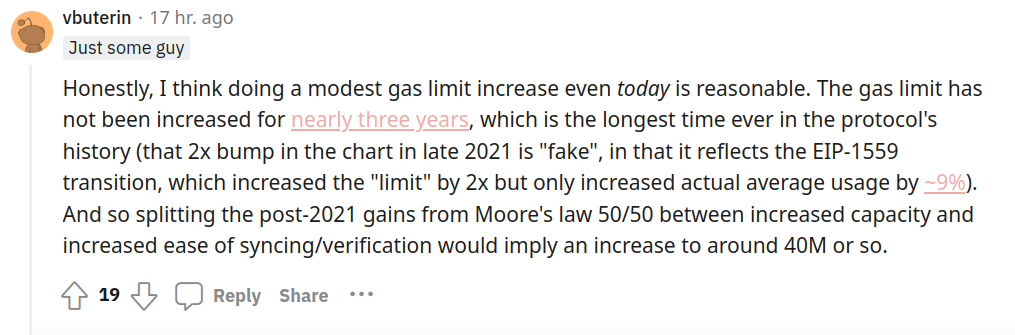 vbuterin · 17 hr. ago
Just some guy
Honestly, I think doing a modest gas limit increase even today is reasonable. The gas limit has
not been increased for nearly three years, which is the longest time ever in the protocol's
history (that 2x bump in the chart in late 2021 is "fake", in that it reflects the EIP-1559
transition, which increased the "limit" by 2x but only increased actual average usage by ~9%).
And so splitting the post-2021 gains from Moore's law 50/50 between increased capacity and
increased ease of syncing/verification would imply an increase to around 40M or so.
19 Reply Share ···